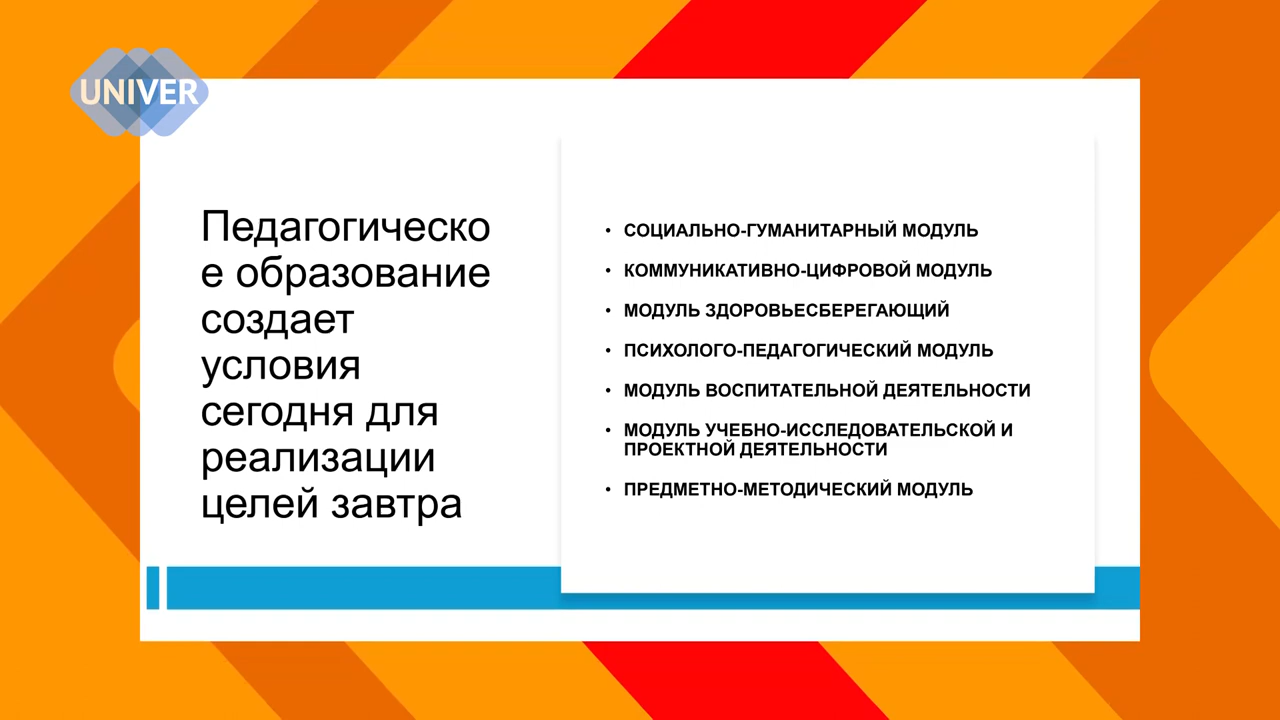 UNIVER
Педагогическо
е образование
создает
условия
сегодня для
реализации
целей завтра
• СОЦИАЛЬНО-ГУМАНИТАРНЫЙ МОДУЛЬ
• КОММУНИКАТИВНО-ЦИФРОВОЙ МОДУЛЬ
• МОДУЛЬ ЗДОРОВЬЕСБЕРЕГАЮЩИЙ
• ПСИХОЛОГО-ПЕДАГОГИЧЕСКИЙ МОДУЛЬ
• МОДУЛЬ ВОСПИТАТЕЛЬНОЙ ДЕЯТЕЛЬНОСТИ
• МОДУЛЬ УЧЕБНО-ИССЛЕДОВАТЕЛЬСКОЙ И
ПРОЕКТНОЙ ДЕЯТЕЛЬНОСТИ
• ПРЕДМЕТНО-МЕТОДИЧЕСКИЙ МОДУЛЬ